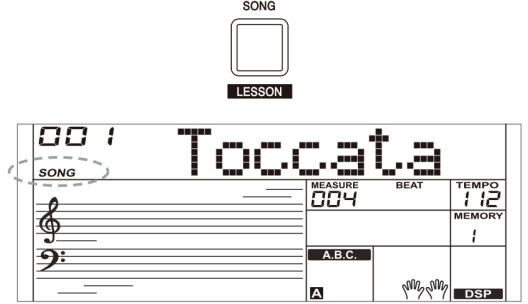 SONG
LESSON
001 Toccata
SONG
MEASURE BEAT TEMPO
004 112
MEMORY
1
A.B.C.
A DSP